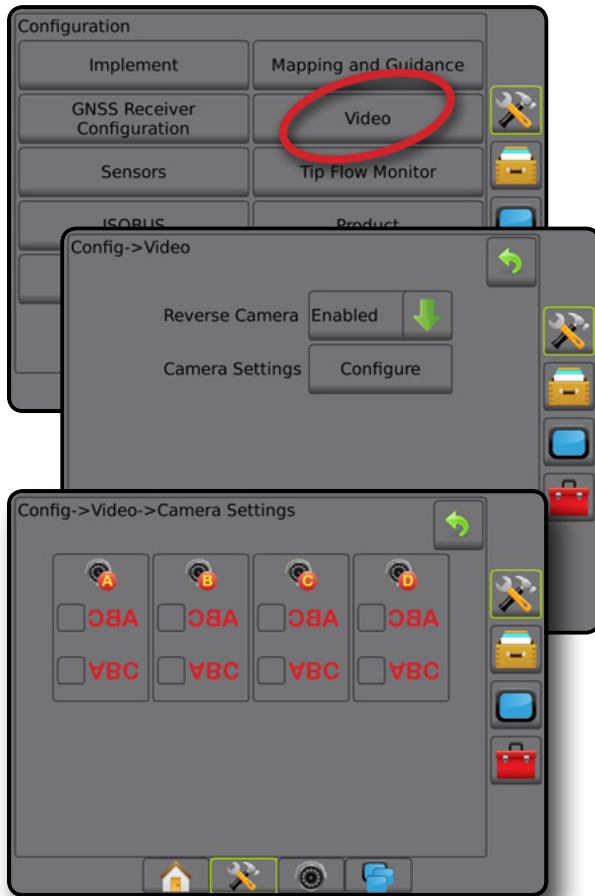 Configuration
Implement
Mapping and Guidance
GNSS Receiver
Configuration
Video
Sensors
Tip Flow Monitor
ISOBUS
Product
Config->Video
Reverse Camera
Enabled
Camera Settings
Configure
Config->Video->Camera Settings
A
B
C
D
ABC
ABC
ABC
ABC
ABC
ABC
ABC
ABC